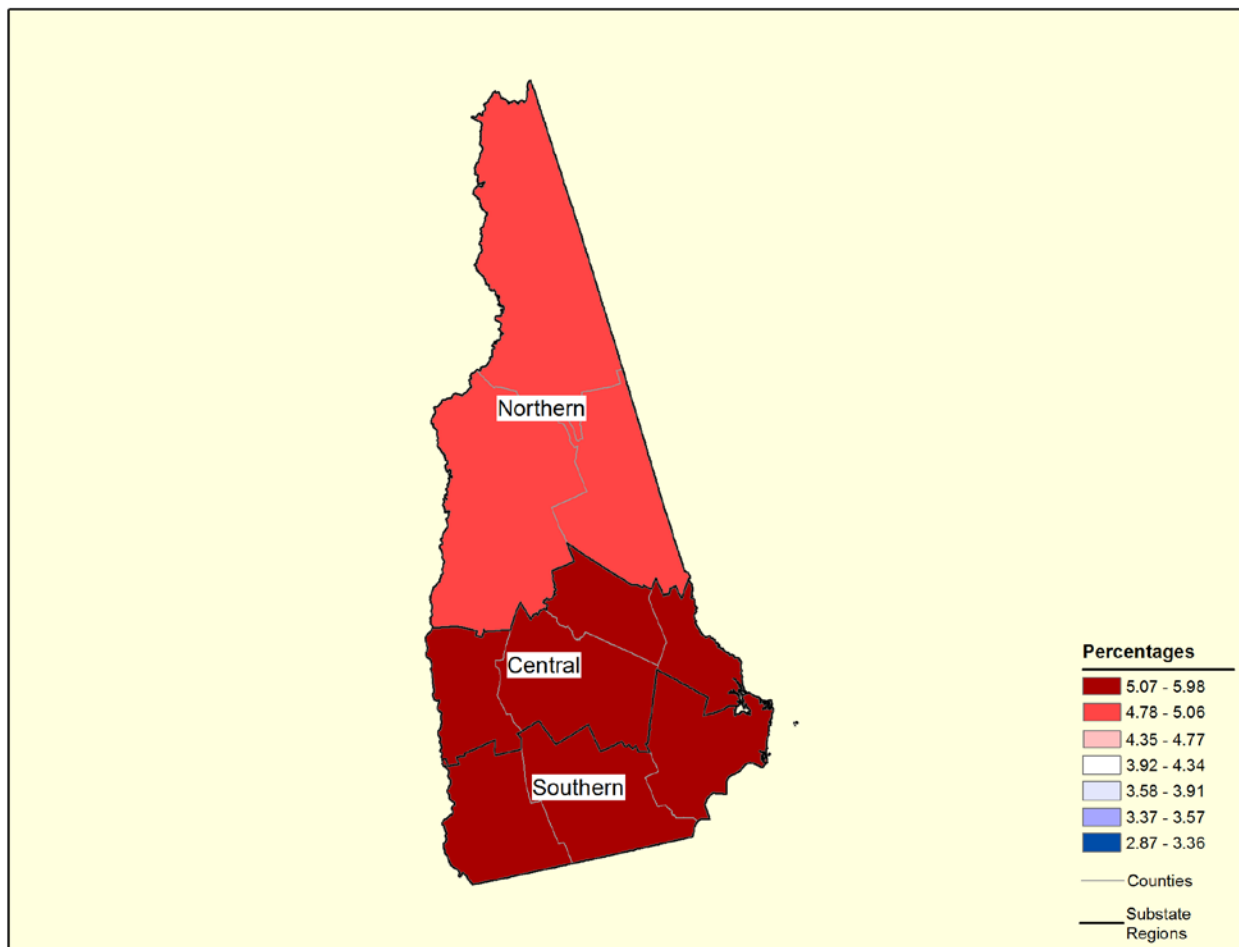 Northern
Central
Southern
Percentages
5.07 - 5.98
4.78 - 5.06
4.35 - 4.77
3.92 - 4.34
3.58 - 3.91
3.37 - 3.57
2.87 - 3.36
Counties
Substate
Regions